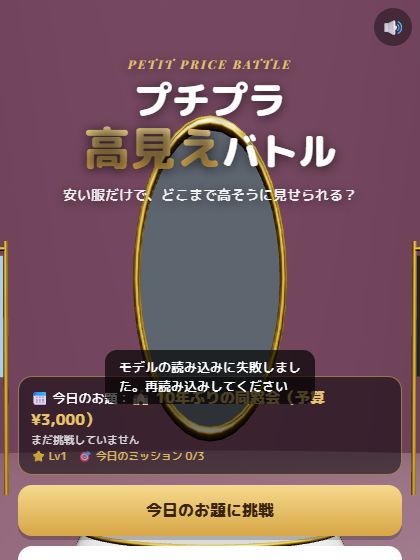 PETIT PRICE BATTLE
プチプラ
高見えバトル
安い服だけで、どこまで高そうに見せられる？
モデルの読み込みに失敗しまし
た。再読み込みしてください
今日のお題： 10年ぶりの同窓会（予算
¥3,000）
まだ挑戦していません
Lv1 今日のミッション 0/3
今日のお題に挑戦